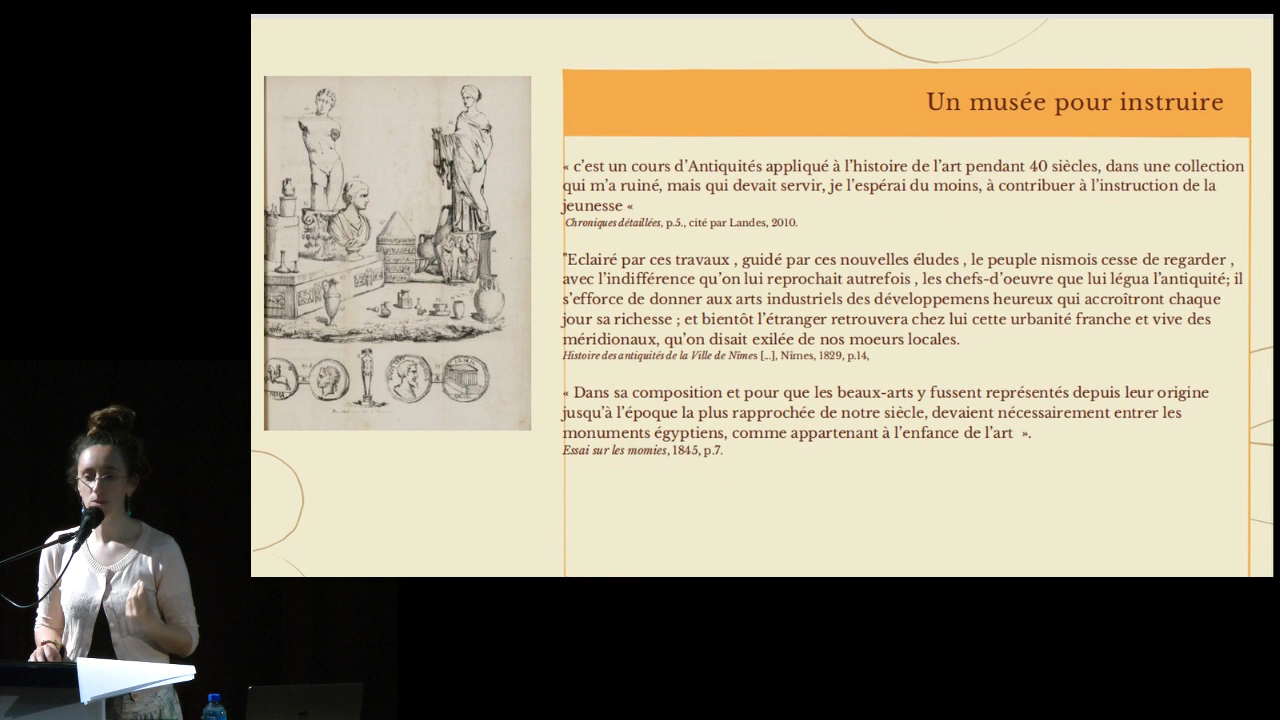 Un musée pour instruire
« c’est un cours d’Antiquités appliqué à l’histoire de l’art pendant 40 siècles, dans une collection
qui m’a ruiné, mais qui devait servir, je l’espérai du moins, à contribuer à l’instruction de la
jeunesse «
Chroniques détaillées, p.5., cité par Landes, 2010.
"Eclairé par ces travaux , guidé par ces nouvelles éludes , le peuple nismois cesse de regarder ,
avec l’indifférence qu’on lui reprochait autrefois , les chefs-d’oeuvre que lui légua l’antiquité; il
s’efforce de donner aux arts industriels des développemens heureux qui accroîtront chaque
jour sa richesse ; et bientôt l’étranger retrouvera chez lui cette urbanité franche et vive des
méridionaux, qu’on disait exilée de nos moeurs locales.
Histoire des antiquités de la Ville de Nîmes [...], Nîmes, 1829, p.14,
« Dans sa composition et pour que les beaux-arts y fussent représentés depuis leur origine
jusqu’à l’époque la plus rapprochée de notre siècle, devaient nécessairement entrer les
monuments égyptiens, comme appartenant à l’enfance de l’art ».
Essai sur les momies, 1845, p.7.